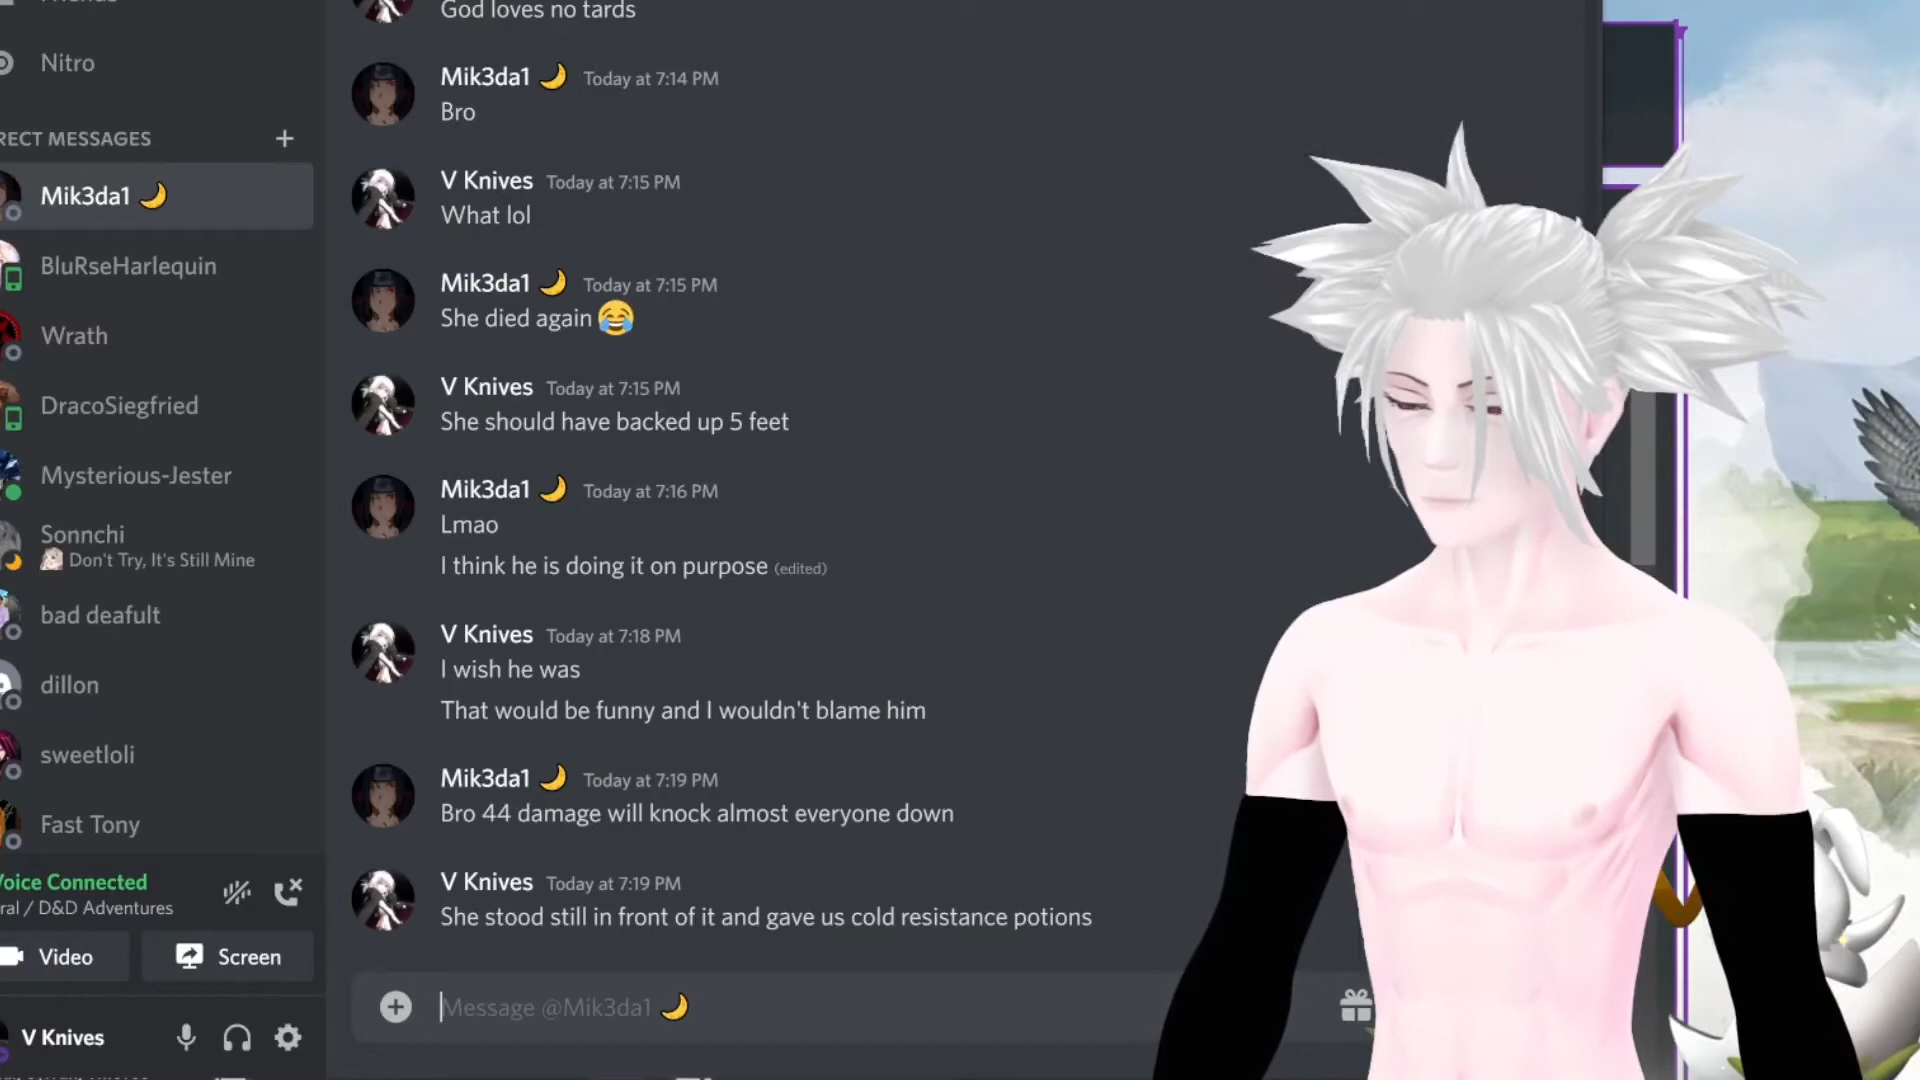 God loves no tards
Nitro
Mik3da1 🌙 Today at 7:14 PM
Bro
RECT MESSAGES
Mik3da1 🌙
V Knives Today at 7:15 PM
What lol
BluRseHarlequin
Mik3da1 🌙 Today at 7:15 PM
She died again 😂
Wrath
V Knives Today at 7:15 PM
She should have backed up 5 feet
DracoSiegfried
Mysterious-Jester
Mik3da1 🌙 Today at 7:16 PM
Lmao
I think he is doing it on purpose (edited)
Sonnchi
Don't Try, It's Still Mine
bad deafult
V Knives Today at 7:18 PM
I wish he was
That would be funny and I wouldn't blame him
dillon
sweetloli
Mik3da1 🌙 Today at 7:19 PM
Bro 44 damage will knock almost everyone down
Fast Tony
V Knives Today at 7:19 PM
She stood still in front of it and gave us cold resistance potions
Voice Connected
ral / D&D Adventures
Video
Screen
Message @Mik3da1 🌙
V Knives